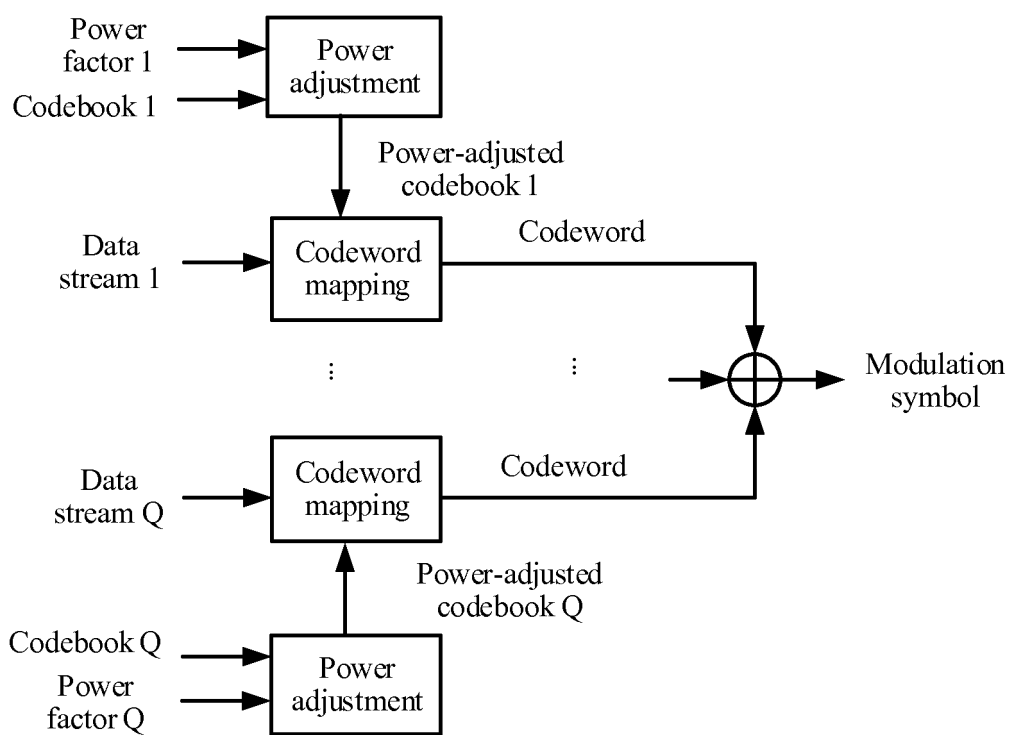 Power
factor 1
Codebook 1
Power
adjustment
Power-adjusted
codebook 1
Data
stream 1
Codeword
mapping
Codeword
...
...
Modulation
symbol
Data
stream Q
Codeword
mapping
Codeword
Power-adjusted
codebook Q
Codebook Q
Power
factor Q
Power
adjustment